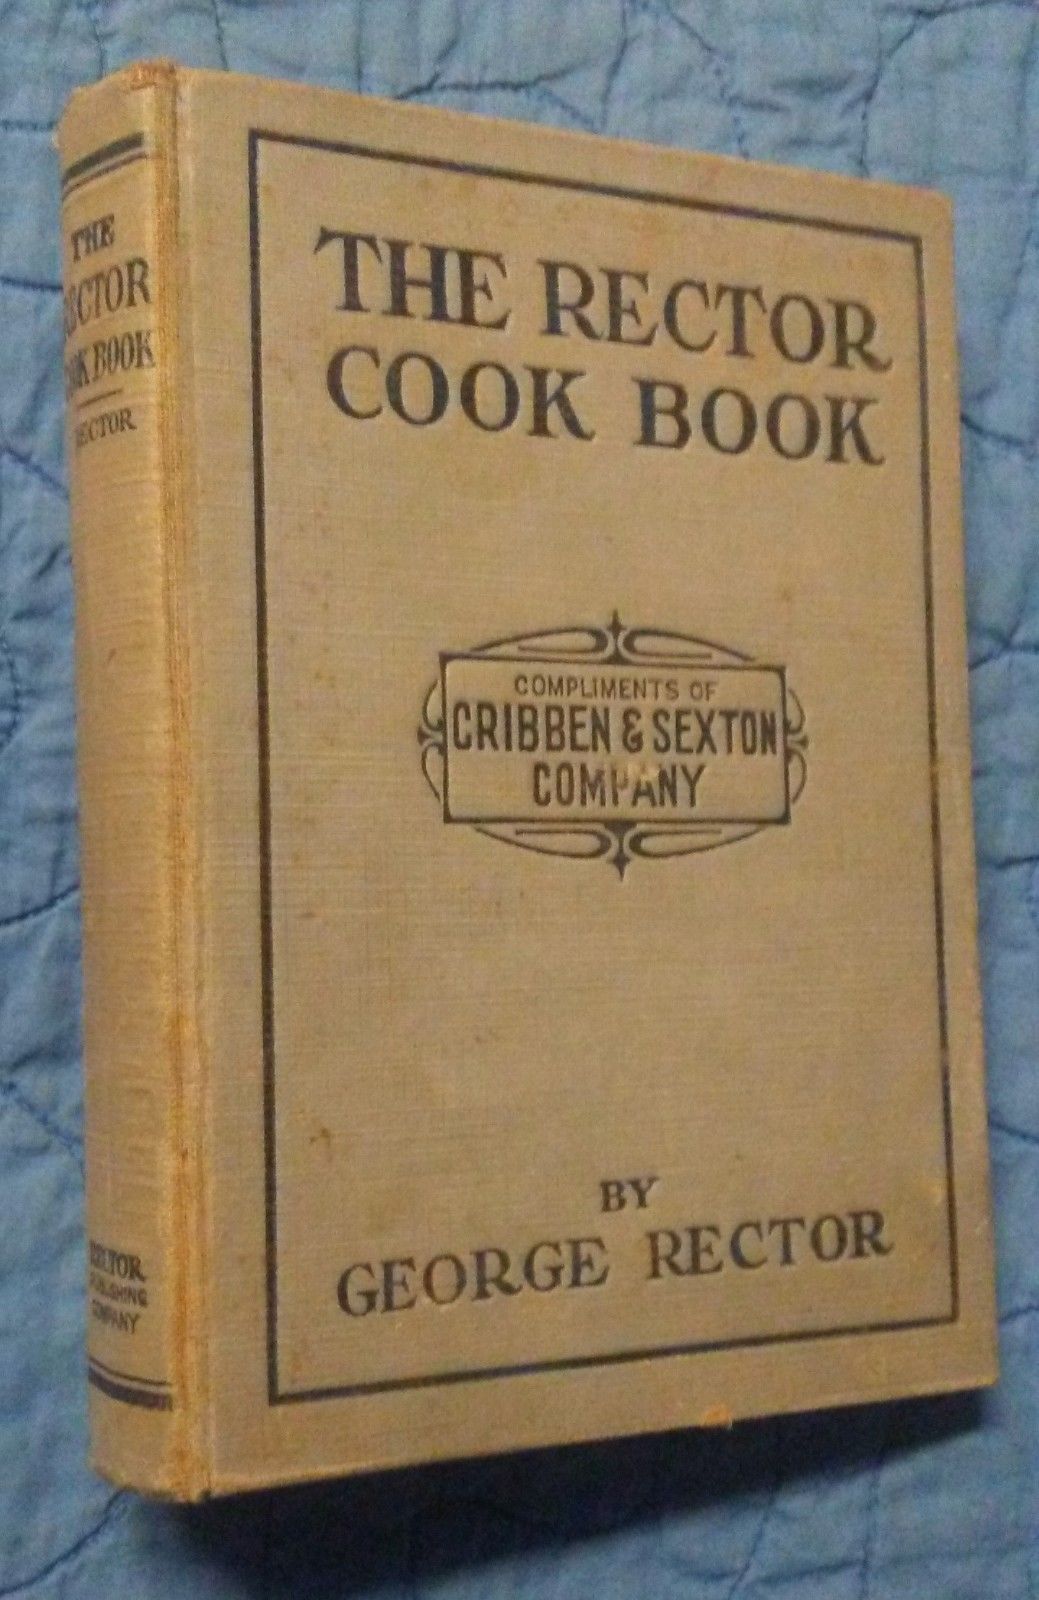 THE RECTOR
COOK BOOK
COMPLIMENTS OF
CRIBBEN & SEXTON
COMPANY
BY
GEORGE RECTOR
THE
RECTOR
COOK BOOK
RECTOR
RECTOR
PUBLISHING
COMPANY